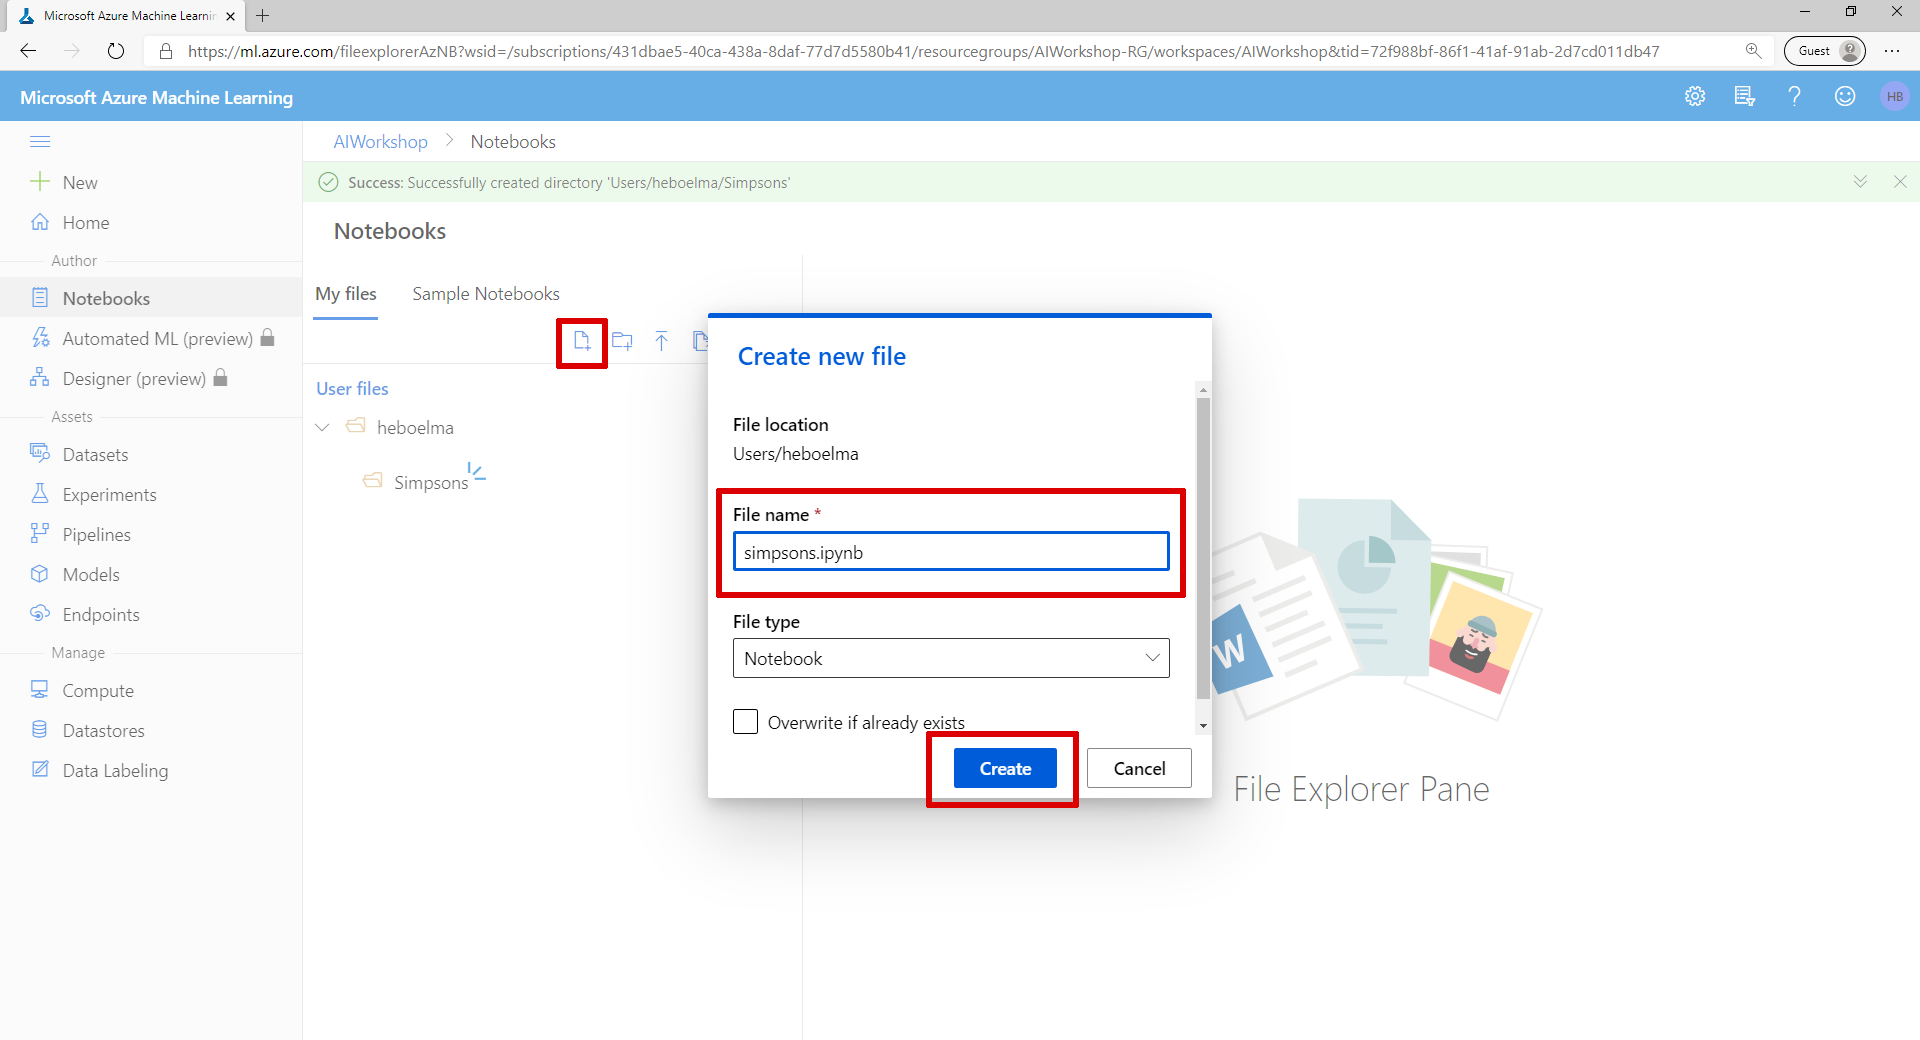 Microsoft Azure Machine Learnin
https://ml.azure.com/fileexplorerAzNB?wsid=/subscriptions/431dbae5-40ca-438a-8daf-77d7d5580b41/resourcegroups/AIWorkshop-RG/workspaces/AIWorkshop&tid=72f988bf-86f1-41af-91ab-2d7cd011db47
Guest
Microsoft Azure Machine Learning
HB
AIWorkshop > Notebooks
Success: Successfully created directory 'Users/heboelma/Simpsons'
New
Home
Author
Notebooks
Automated ML (preview)
Designer (preview)
Assets
Datasets
Experiments
Pipelines
Models
Endpoints
Manage
Compute
Datastores
Data Labeling
Notebooks
My files
Sample Notebooks
User files
heboelma
Simpsons
Create new file
File location
Users/heboelma
File name *
simpsons.ipynb
File type
Notebook
Overwrite if already exists
Create
Cancel
W
File Explorer Pane